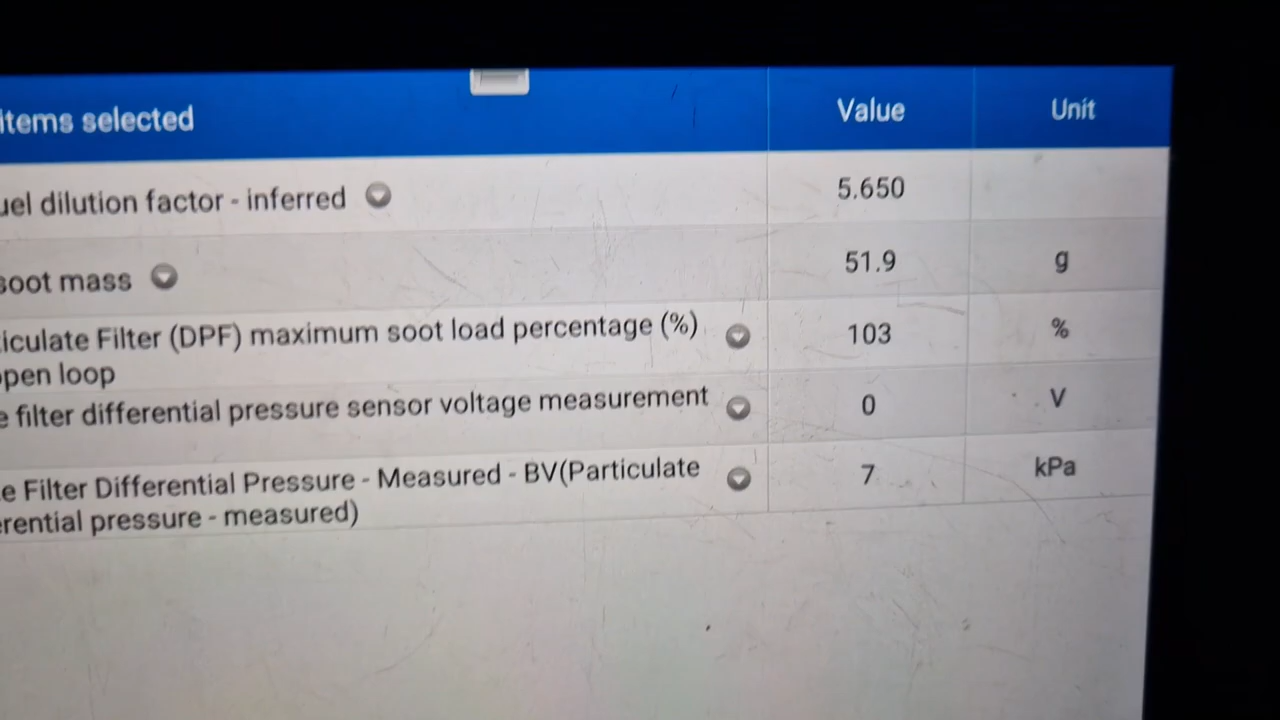 items selected Value Unit
uel dilution factor - inferred 5.650
soot mass 51.9 g
iculate Filter (DPF) maximum soot load percentage (%) 103 %
open loop
e filter differential pressure sensor voltage measurement 0 V
e Filter Differential Pressure - Measured - BV(Particulate 7 kPa
erential pressure - measured)